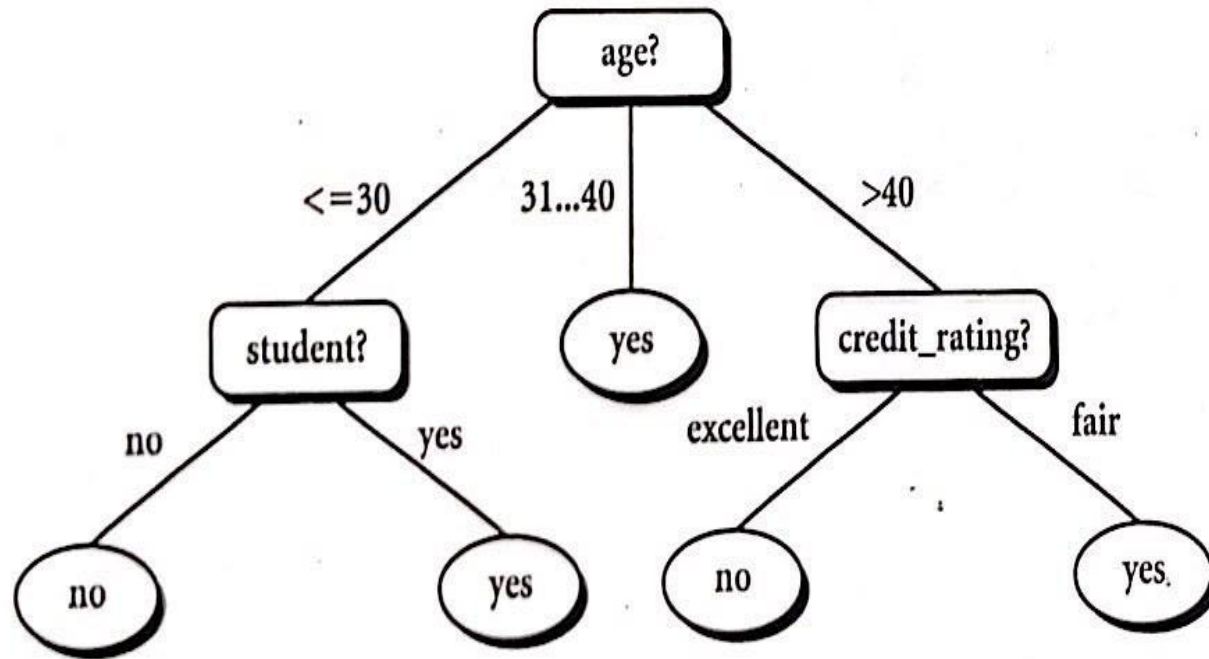 age?
<=30
31...40
>40
student?
yes
credit_rating?
no
yes
excellent
fair
no
yes
no
yes.